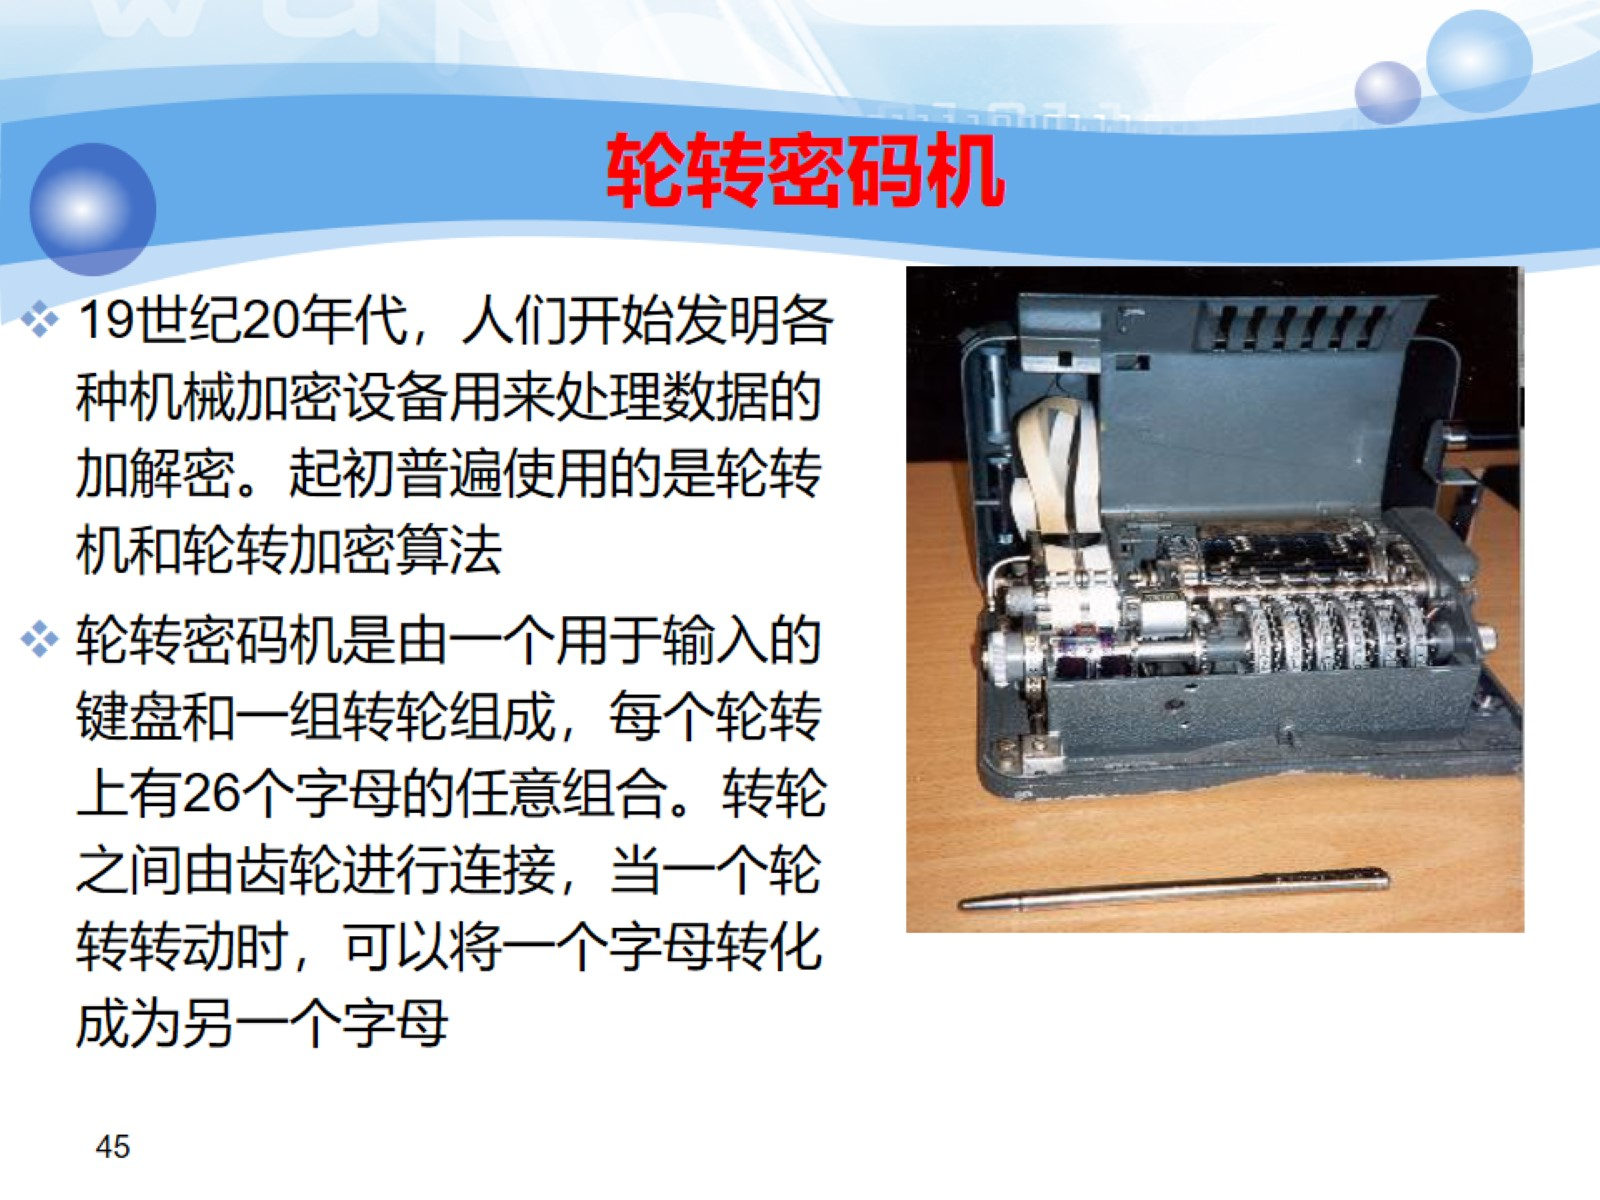 轮转密码机
19世纪20年代，人们开始发明各
种机械加密设备用来处理数据的
加解密。起初普遍使用的是轮转
机和轮转加密算法
轮转密码机是由一个用于输入的
键盘和一组转轮组成，每个轮转
上有26个字母的任意组合。转轮
之间由齿轮进行连接，当一个轮
转转动时，可以将一个字母转化
成为另一个字母
45